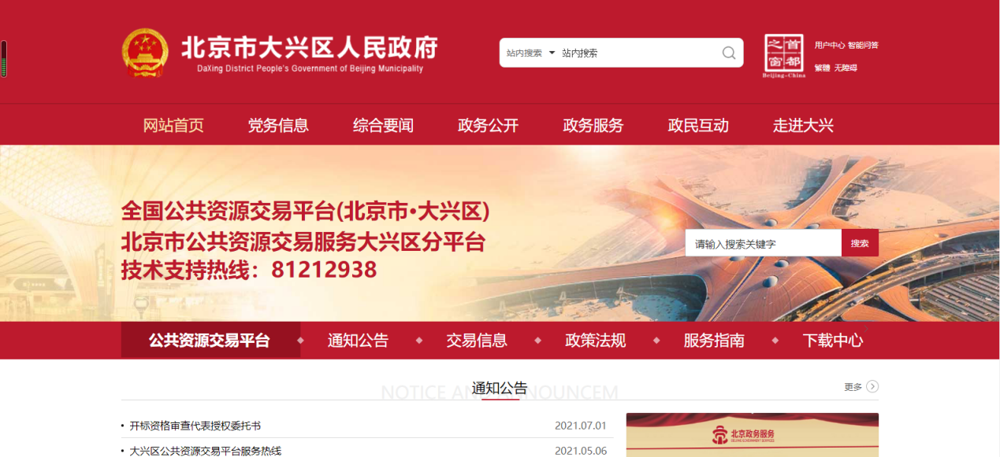 北京市大兴区人民政府
DaXing District People's Government of Beijing Municipality
站内搜索 站内搜索
首都之窗
Beijing-China
用户中心 智能问答
繁體 无障碍
网站首页 党务信息 综合要闻 政务公开 政务服务 政民互动 走进大兴
全国公共资源交易平台(北京市·大兴区)
北京市公共资源交易服务大兴区分平台
技术支持热线：81212938
请输入搜索关键字 搜索
公共资源交易平台 通知公告 交易信息 政策法规 服务指南 下载中心
NOTICE AND ANNOUNCEM
通知公告
更多
• 开标资格审查代表授权委托书 2021.07.01
• 大兴区公共资源交易平台服务热线 2021.05.06
北京政务服务